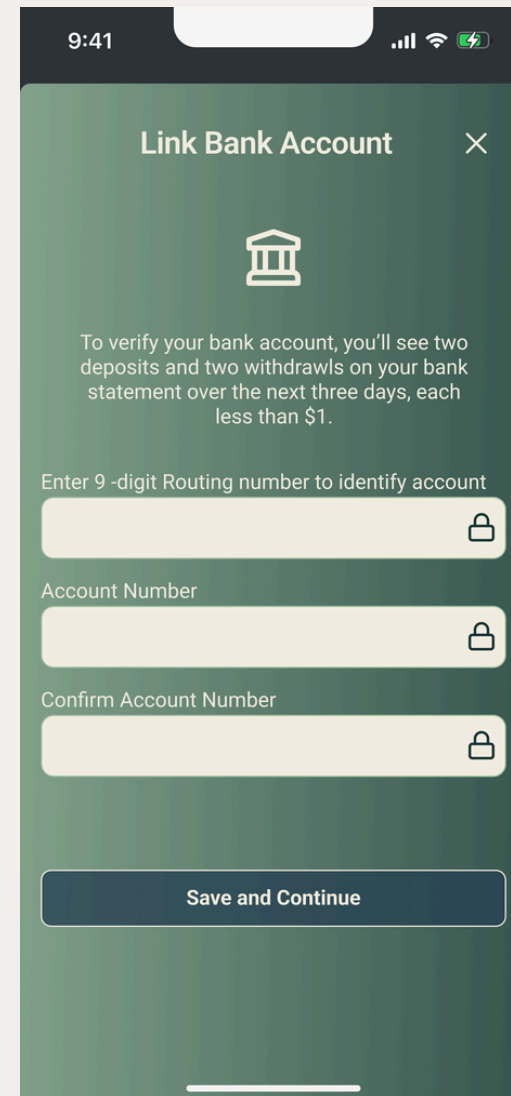 9:41
Link Bank Account
To verify your bank account, you’ll see two
deposits and two withdrawls on your bank
statement over the next three days, each
less than $1.
Enter 9 -digit Routing number to identify account
Account Number
Confirm Account Number
Save and Continue